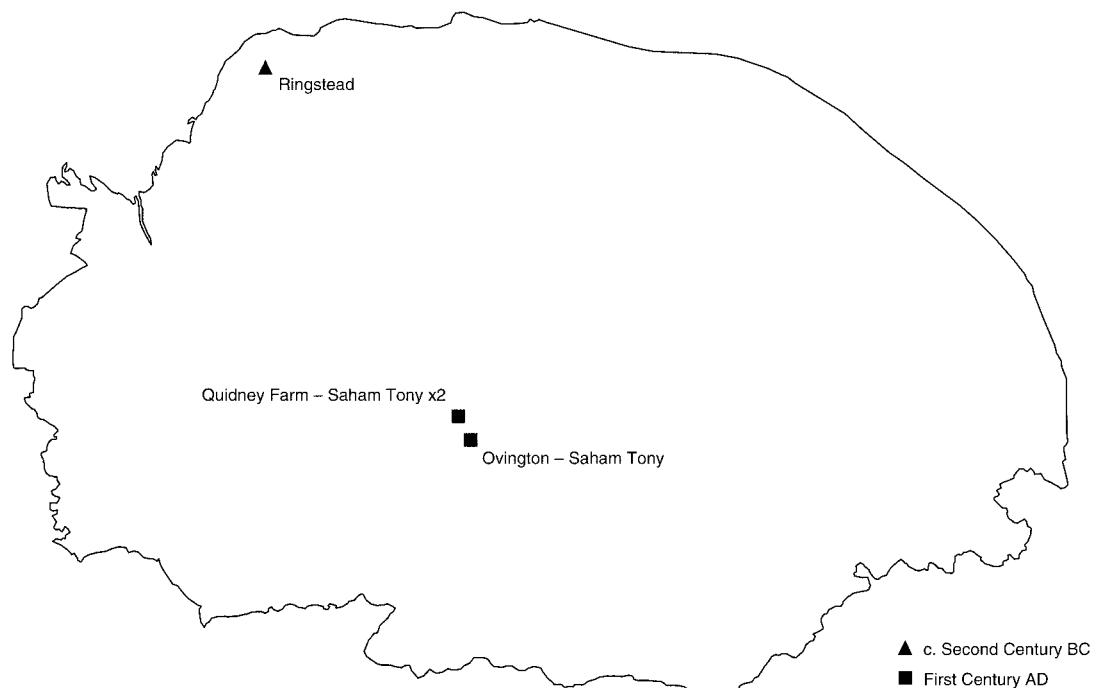 Ringstead
Quidney Farm – Saham Tony x2
Ovington – Saham Tony
c. Second Century BC
First Century AD